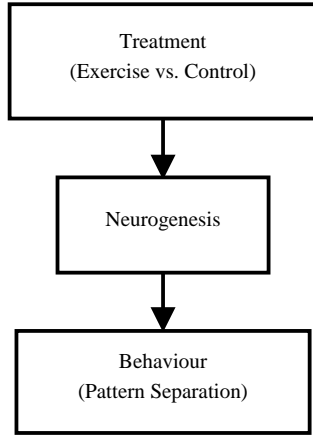 Treatment
(Exercise vs. Control)
Neurogenesis
Behaviour
(Pattern Separation)